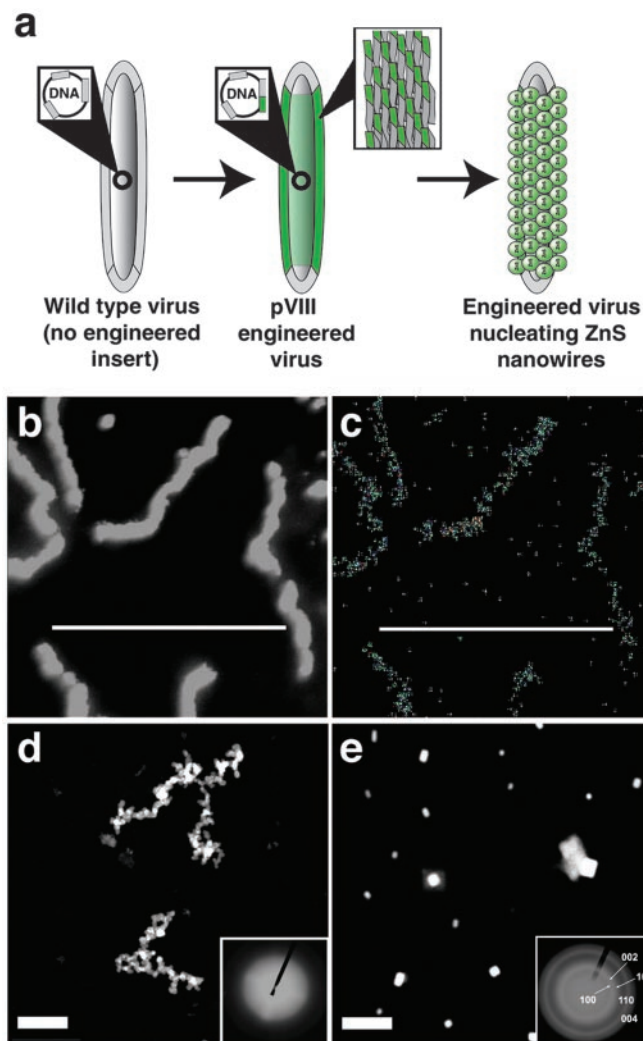 a
DNA
DNA
Wild type virus
(no engineered
insert)
pVIII
engineered
virus
Engineered virus
nucleating ZnS
nanowires
b
c
d
e
002
110
100
004